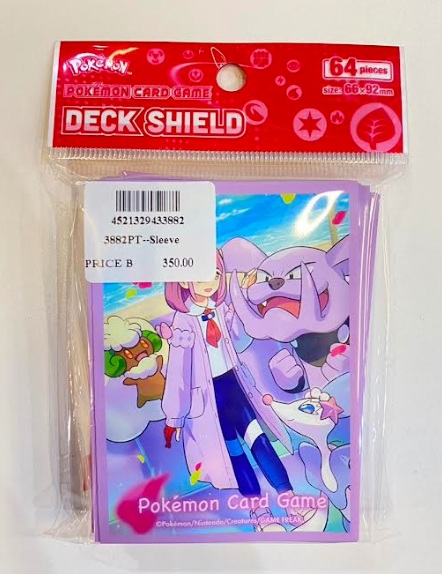 Pokémon
POKÉMON CARD GAME
DECK SHIELD
64 pieces
size: 66×92mm
4521329433882
3882PT--Sleeve
PRICE B 350.00
Pokémon Card Game
©Pokémon/Nintendo/Creatures/GAME FREAK